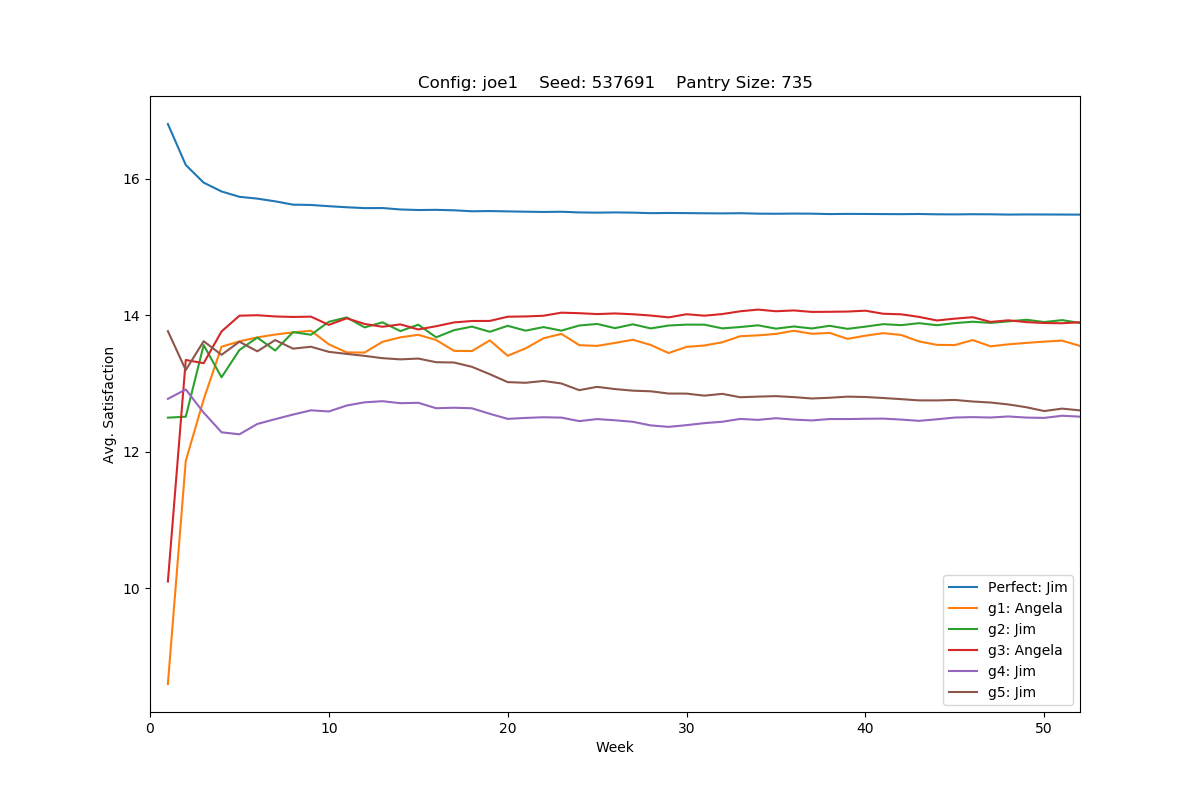 Config: joe1    Seed: 537691    Pantry Size: 735
Avg. Satisfaction
16
14
12
10
0 10 20 30 40 50
Week
Perfect: Jim
g1: Angela
g2: Jim
g3: Angela
g4: Jim
g5: Jim